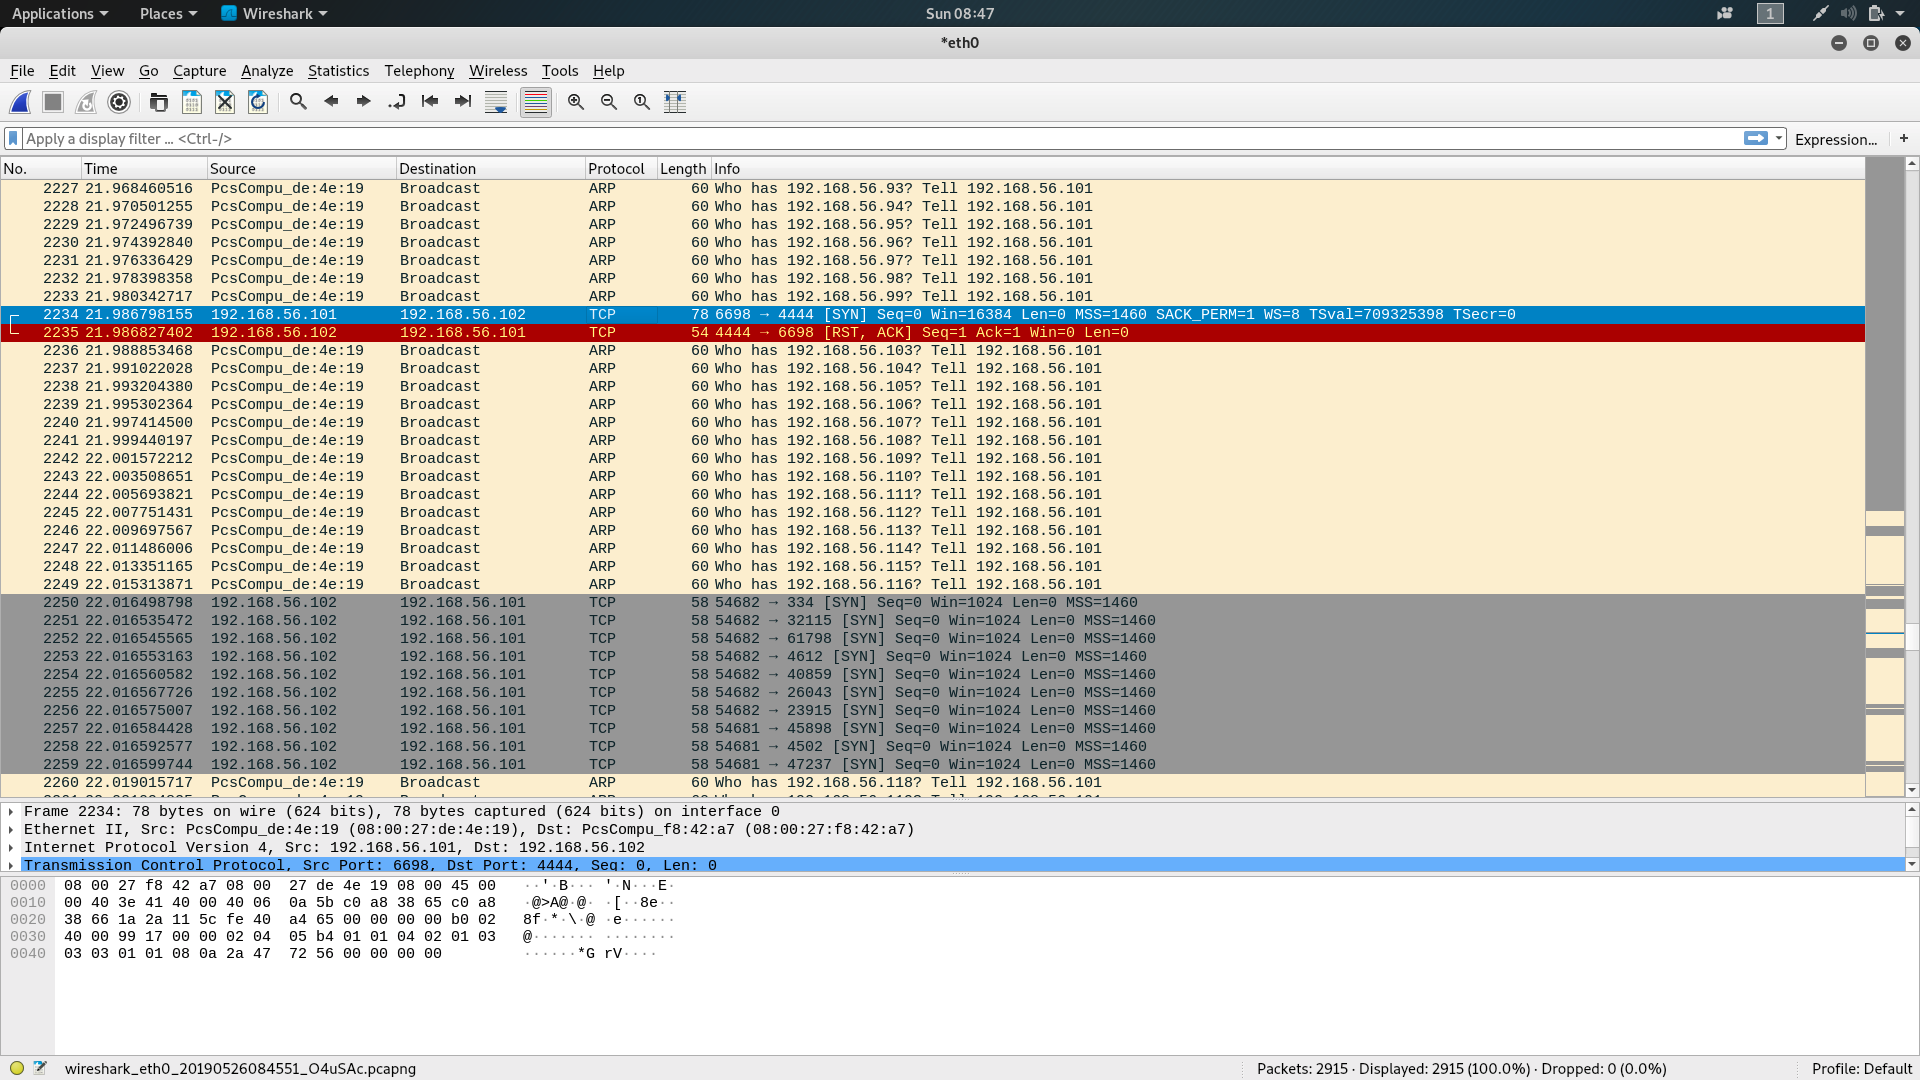 Applications Places Wireshark Sun 08:47 1
*eth0
File Edit View Go Capture Analyze Statistics Telephony Wireless Tools Help
Apply a display filter ... <Ctrl-/> Expression... +
No. Time Source Destination Protocol Length Info
2227 21.968460516 PcsCompu_de:4e:19 Broadcast ARP 60 Who has 192.168.56.93? Tell 192.168.56.101
2228 21.970501255 PcsCompu_de:4e:19 Broadcast ARP 60 Who has 192.168.56.94? Tell 192.168.56.101
2229 21.972496739 PcsCompu_de:4e:19 Broadcast ARP 60 Who has 192.168.56.95? Tell 192.168.56.101
2230 21.974392840 PcsCompu_de:4e:19 Broadcast ARP 60 Who has 192.168.56.96? Tell 192.168.56.101
2231 21.976336429 PcsCompu_de:4e:19 Broadcast ARP 60 Who has 192.168.56.97? Tell 192.168.56.101
2232 21.978398358 PcsCompu_de:4e:19 Broadcast ARP 60 Who has 192.168.56.98? Tell 192.168.56.101
2233 21.980342717 PcsCompu_de:4e:19 Broadcast ARP 60 Who has 192.168.56.99? Tell 192.168.56.101
2234 21.986798155 192.168.56.101 192.168.56.102 TCP 78 6698 → 4444 [SYN] Seq=0 Win=16384 Len=0 MSS=1460 SACK_PERM=1 WS=8 TSval=709325398 TSecr=0
2235 21.986827402 192.168.56.102 192.168.56.101 TCP 54 4444 → 6698 [RST, ACK] Seq=1 Ack=1 Win=0 Len=0
2236 21.988853468 PcsCompu_de:4e:19 Broadcast ARP 60 Who has 192.168.56.103? Tell 192.168.56.101
2237 21.991022028 PcsCompu_de:4e:19 Broadcast ARP 60 Who has 192.168.56.104? Tell 192.168.56.101
2238 21.993204380 PcsCompu_de:4e:19 Broadcast ARP 60 Who has 192.168.56.105? Tell 192.168.56.101
2239 21.995302364 PcsCompu_de:4e:19 Broadcast ARP 60 Who has 192.168.56.106? Tell 192.168.56.101
2240 21.997414500 PcsCompu_de:4e:19 Broadcast ARP 60 Who has 192.168.56.107? Tell 192.168.56.101
2241 21.999440197 PcsCompu_de:4e:19 Broadcast ARP 60 Who has 192.168.56.108? Tell 192.168.56.101
2242 22.001572212 PcsCompu_de:4e:19 Broadcast ARP 60 Who has 192.168.56.109? Tell 192.168.56.101
2243 22.003508651 PcsCompu_de:4e:19 Broadcast ARP 60 Who has 192.168.56.110? Tell 192.168.56.101
2244 22.005693821 PcsCompu_de:4e:19 Broadcast ARP 60 Who has 192.168.56.111? Tell 192.168.56.101
2245 22.007751431 PcsCompu_de:4e:19 Broadcast ARP 60 Who has 192.168.56.112? Tell 192.168.56.101
2246 22.009697567 PcsCompu_de:4e:19 Broadcast ARP 60 Who has 192.168.56.113? Tell 192.168.56.101
2247 22.011486006 PcsCompu_de:4e:19 Broadcast ARP 60 Who has 192.168.56.114? Tell 192.168.56.101
2248 22.013351165 PcsCompu_de:4e:19 Broadcast ARP 60 Who has 192.168.56.115? Tell 192.168.56.101
2249 22.015313871 PcsCompu_de:4e:19 Broadcast ARP 60 Who has 192.168.56.116? Tell 192.168.56.101
2250 22.016498798 192.168.56.102 192.168.56.101 TCP 58 54682 → 334 [SYN] Seq=0 Win=1024 Len=0 MSS=1460
2251 22.016535472 192.168.56.102 192.168.56.101 TCP 58 54682 → 32115 [SYN] Seq=0 Win=1024 Len=0 MSS=1460
2252 22.016545565 192.168.56.102 192.168.56.101 TCP 58 54682 → 61798 [SYN] Seq=0 Win=1024 Len=0 MSS=1460
2253 22.016553163 192.168.56.102 192.168.56.101 TCP 58 54682 → 4612 [SYN] Seq=0 Win=1024 Len=0 MSS=1460
2254 22.016560582 192.168.56.102 192.168.56.101 TCP 58 54682 → 40859 [SYN] Seq=0 Win=1024 Len=0 MSS=1460
2255 22.016567726 192.168.56.102 192.168.56.101 TCP 58 54682 → 26043 [SYN] Seq=0 Win=1024 Len=0 MSS=1460
2256 22.016575007 192.168.56.102 192.168.56.101 TCP 58 54682 → 23915 [SYN] Seq=0 Win=1024 Len=0 MSS=1460
2257 22.016584428 192.168.56.102 192.168.56.101 TCP 58 54681 → 45898 [SYN] Seq=0 Win=1024 Len=0 MSS=1460
2258 22.016592577 192.168.56.102 192.168.56.101 TCP 58 54681 → 4502 [SYN] Seq=0 Win=1024 Len=0 MSS=1460
2259 22.016599744 192.168.56.102 192.168.56.101 TCP 58 54681 → 47237 [SYN] Seq=0 Win=1024 Len=0 MSS=1460
2260 22.019015717 PcsCompu_de:4e:19 Broadcast ARP 60 Who has 192.168.56.118? Tell 192.168.56.101
Frame 2234: 78 bytes on wire (624 bits), 78 bytes captured (624 bits) on interface 0
Ethernet II, Src: PcsCompu_de:4e:19 (08:00:27:de:4e:19), Dst: PcsCompu_f8:42:a7 (08:00:27:f8:42:a7)
Internet Protocol Version 4, Src: 192.168.56.101, Dst: 192.168.56.102
Transmission Control Protocol, Src Port: 6698, Dst Port: 4444, Seq: 0, Len: 0
0000 08 00 27 f8 42 a7 08 00 27 de 4e 19 08 00 45 00 ··'·B··· '·N···E·
0010 00 40 3e 41 40 00 40 06 0a 5b c0 a8 38 65 c0 a8 ·@>A@·@· ·[··8e··
0020 38 66 1a 2a 11 5c fe 40 a4 65 00 00 00 00 b0 02 8f·*·\·@ ·e······
0030 40 00 99 17 00 00 02 04 05 b4 01 01 04 02 01 03 @······· ········
0040 03 03 01 01 08 0a 2a 47 72 56 00 00 00 00 ······*G rV····
wireshark_eth0_20190526084551_O4uSAc.pcapng Packets: 2915 · Displayed: 2915 (100.0%) · Dropped: 0 (0.0%) Profile: Default